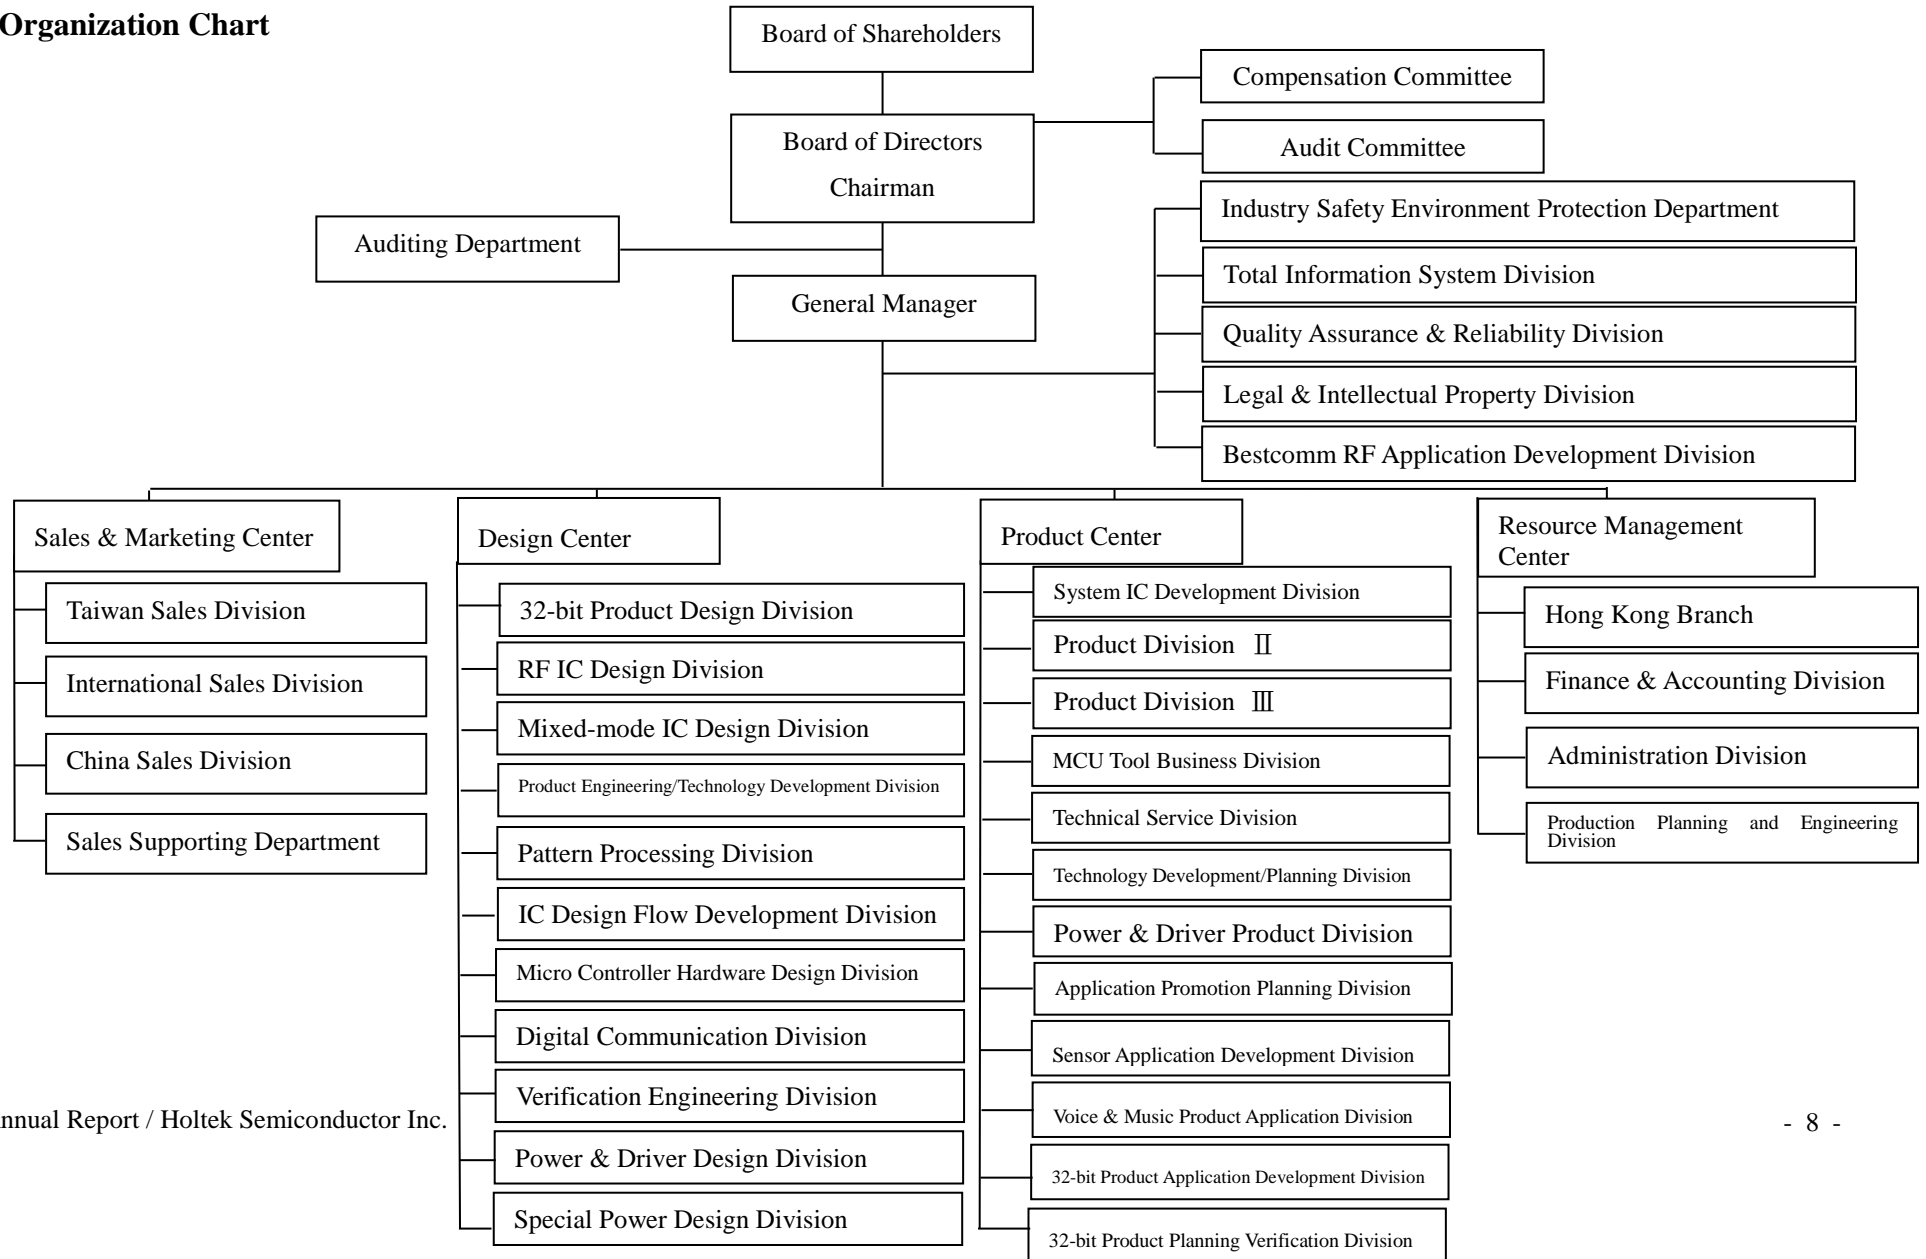 Organization Chart
Board of Shareholders
Compensation Committee
Board of Directors
Chairman
Audit Committee
Industry Safety Environment Protection Department
Auditing Department
Total Information System Division
General Manager
Quality Assurance & Reliability Division
Legal & Intellectual Property Division
Bestcomm RF Application Development Division
Sales & Marketing Center
Taiwan Sales Division
International Sales Division
China Sales Division
Sales Supporting Department
Design Center
32-bit Product Design Division
RF IC Design Division
Mixed-mode IC Design Division
Product Engineering/Technology Development Division
Pattern Processing Division
IC Design Flow Development Division
Micro Controller Hardware Design Division
Digital Communication Division
Verification Engineering Division
Power & Driver Design Division
Special Power Design Division
Product Center
System IC Development Division
Product Division Ⅱ
Product Division Ⅲ
MCU Tool Business Division
Technical Service Division
Technology Development/Planning Division
Power & Driver Product Division
Application Promotion Planning Division
Sensor Application Development Division
Voice & Music Product Application Division
32-bit Product Application Development Division
32-bit Product Planning Verification Division
Resource Management
Center
Hong Kong Branch
Finance & Accounting Division
Administration Division
Production Planning and Engineering
Division
nnual Report / Holtek Semiconductor Inc.
- 8 -